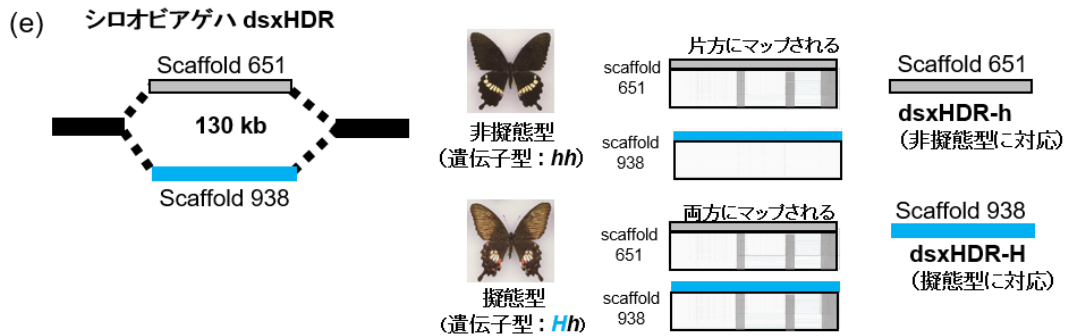 (e)
シロオビアゲハ dsxHDR
Scaffold 651
130 kb
Scaffold 938
非擬態型
(遺伝子型：hh)
片方にマップされる
scaffold
651
scaffold
938
Scaffold 651
dsxHDR-h
(非擬態型に対応)
擬態型
(遺伝子型：Hh)
両方にマップされる
scaffold
651
scaffold
938
Scaffold 938
dsxHDR-H
(擬態型に対応)